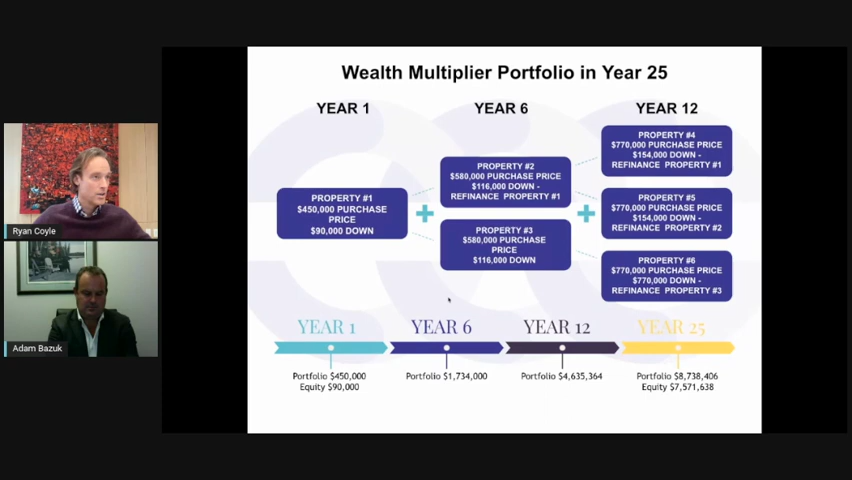 Wealth Multiplier Portfolio in Year 25
YEAR 1
YEAR 6
YEAR 12
PROPERTY #1
$450,000 PURCHASE
PRICE
$90,000 DOWN
PROPERTY #2
$580,000 PURCHASE PRICE
$116,000 DOWN -
REFINANCE PROPERTY #1
PROPERTY #3
$580,000 PURCHASE
PRICE
$116,000 DOWN
PROPERTY #4
$770,000 PURCHASE PRICE
$154,000 DOWN -
REFINANCE PROPERTY #1
PROPERTY #5
$770,000 PURCHASE PRICE
$154,000 DOWN -
REFINANCE PROPERTY #2
PROPERTY #6
$770,000 PURCHASE PRICE
$770,000 DOWN -
REFINANCE PROPERTY #3
YEAR 1
YEAR 6
YEAR 12
YEAR 25
Portfolio $450,000
Equity $90,000
Portfolio $1,734,000
Portfolio $4,635,364
Portfolio $8,738,406
Equity $7,571,638
Ryan Coyle
Adam Bazuk